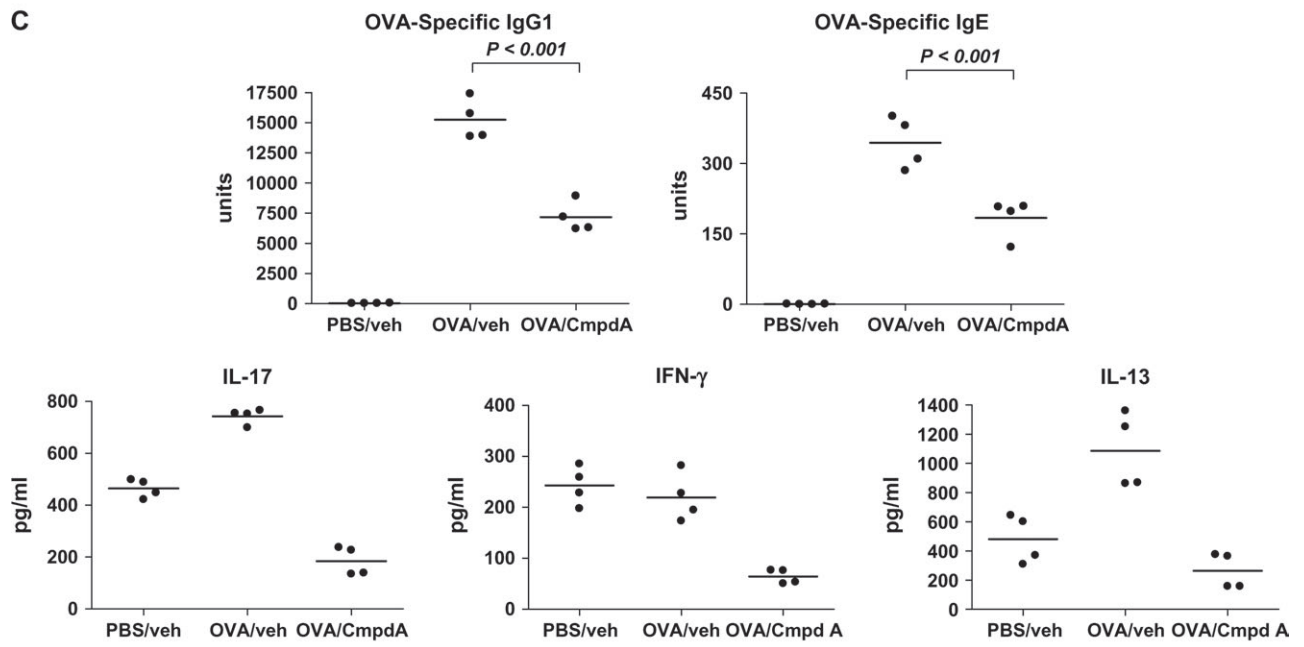 C
OVA-Specific IgG1
P < 0.001
17500
15000
12500
10000
7500
5000
2500
0
units
PBS/veh OVA/veh OVA/CmpdA
OVA-Specific IgE
P < 0.001
450
300
150
0
units
PBS/veh OVA/veh OVA/CmpdA
IL-17
800
600
400
200
0
pg/ml
PBS/veh OVA/veh OVA/CmpdA
IFN-γ
400
300
200
100
0
pg/ml
PBS/veh OVA/veh OVA/Cmpd A
IL-13
1400
1200
1000
800
600
400
200
0
pg/ml
PBS/veh OVA/veh OVA/Cmpd A